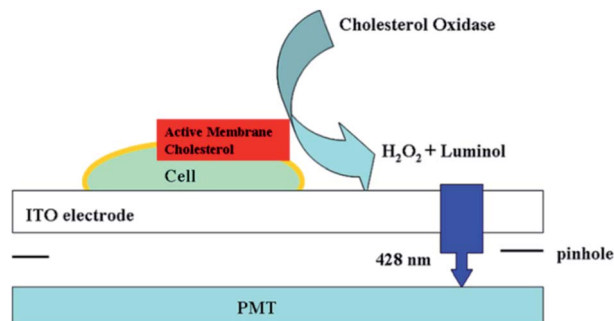 Cholesterol Oxidase
Active Membrane
Cholesterol
H₂O₂ + Luminol
Cell
ITO electrode
428 nm
pinhole
PMT